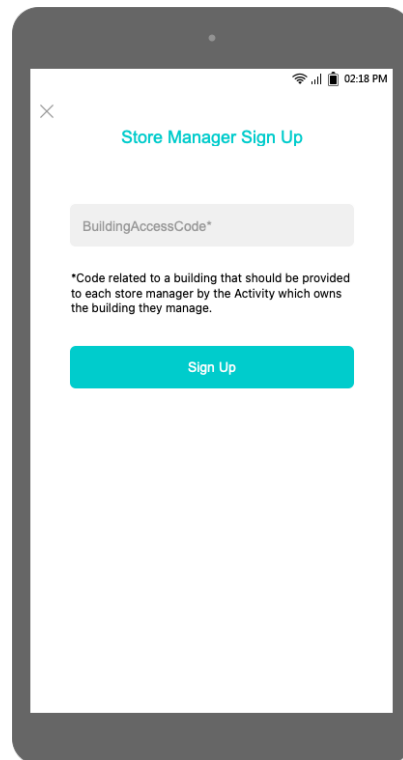 02:18 PM
Store Manager Sign Up
BuildingAccessCode*
*Code related to a building that should be provided
to each store manager by the Activity which owns
the building they manage.
Sign Up